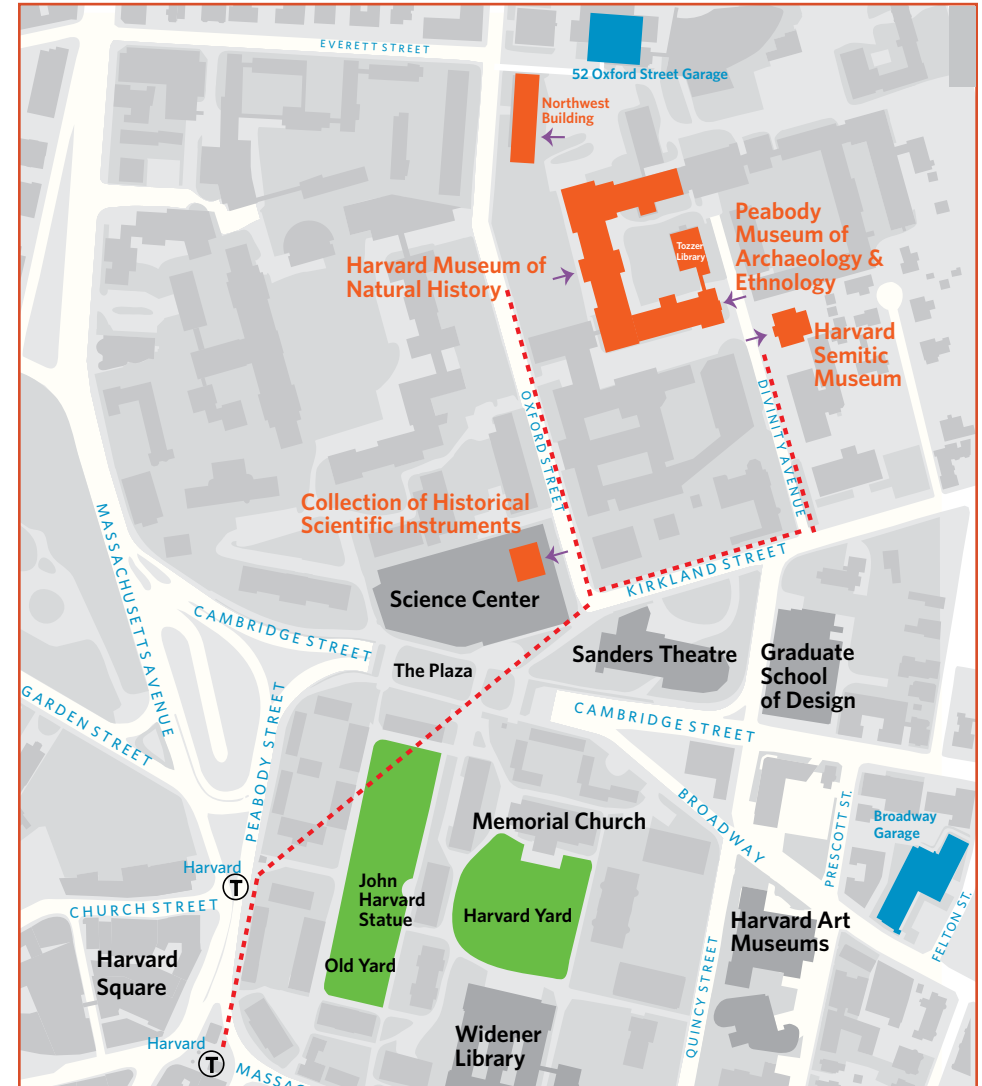 EVERETT STREET
52 Oxford Street Garage
Northwest
Building
Peabody
Museum of
Archaeology &
Ethnology
Tozzer
Library
Harvard Museum of
Natural History
Harvard
Semitic
Museum
OXFORD STREET
DIVINITY AVENUE
Collection of Historical
Scientific Instruments
MASSACHUSETTS AVENUE
KIRKLAND STREET
Science Center
CAMBRIDGE STREET
Sanders Theatre
Graduate
School
of Design
The Plaza
GARDEN STREET
PEABODY STREET
CAMBRIDGE STREET
BROADWAY
PRESCOTT ST.
Memorial Church
Broadway
Garage
Harvard
T
John
Harvard
Statue
Harvard Yard
CHURCH STREET
Harvard Art
Museums
FELTON ST.
Harvard
Square
Old Yard
QUINCY STREET
Widener
Library
Harvard
T
MASSAC